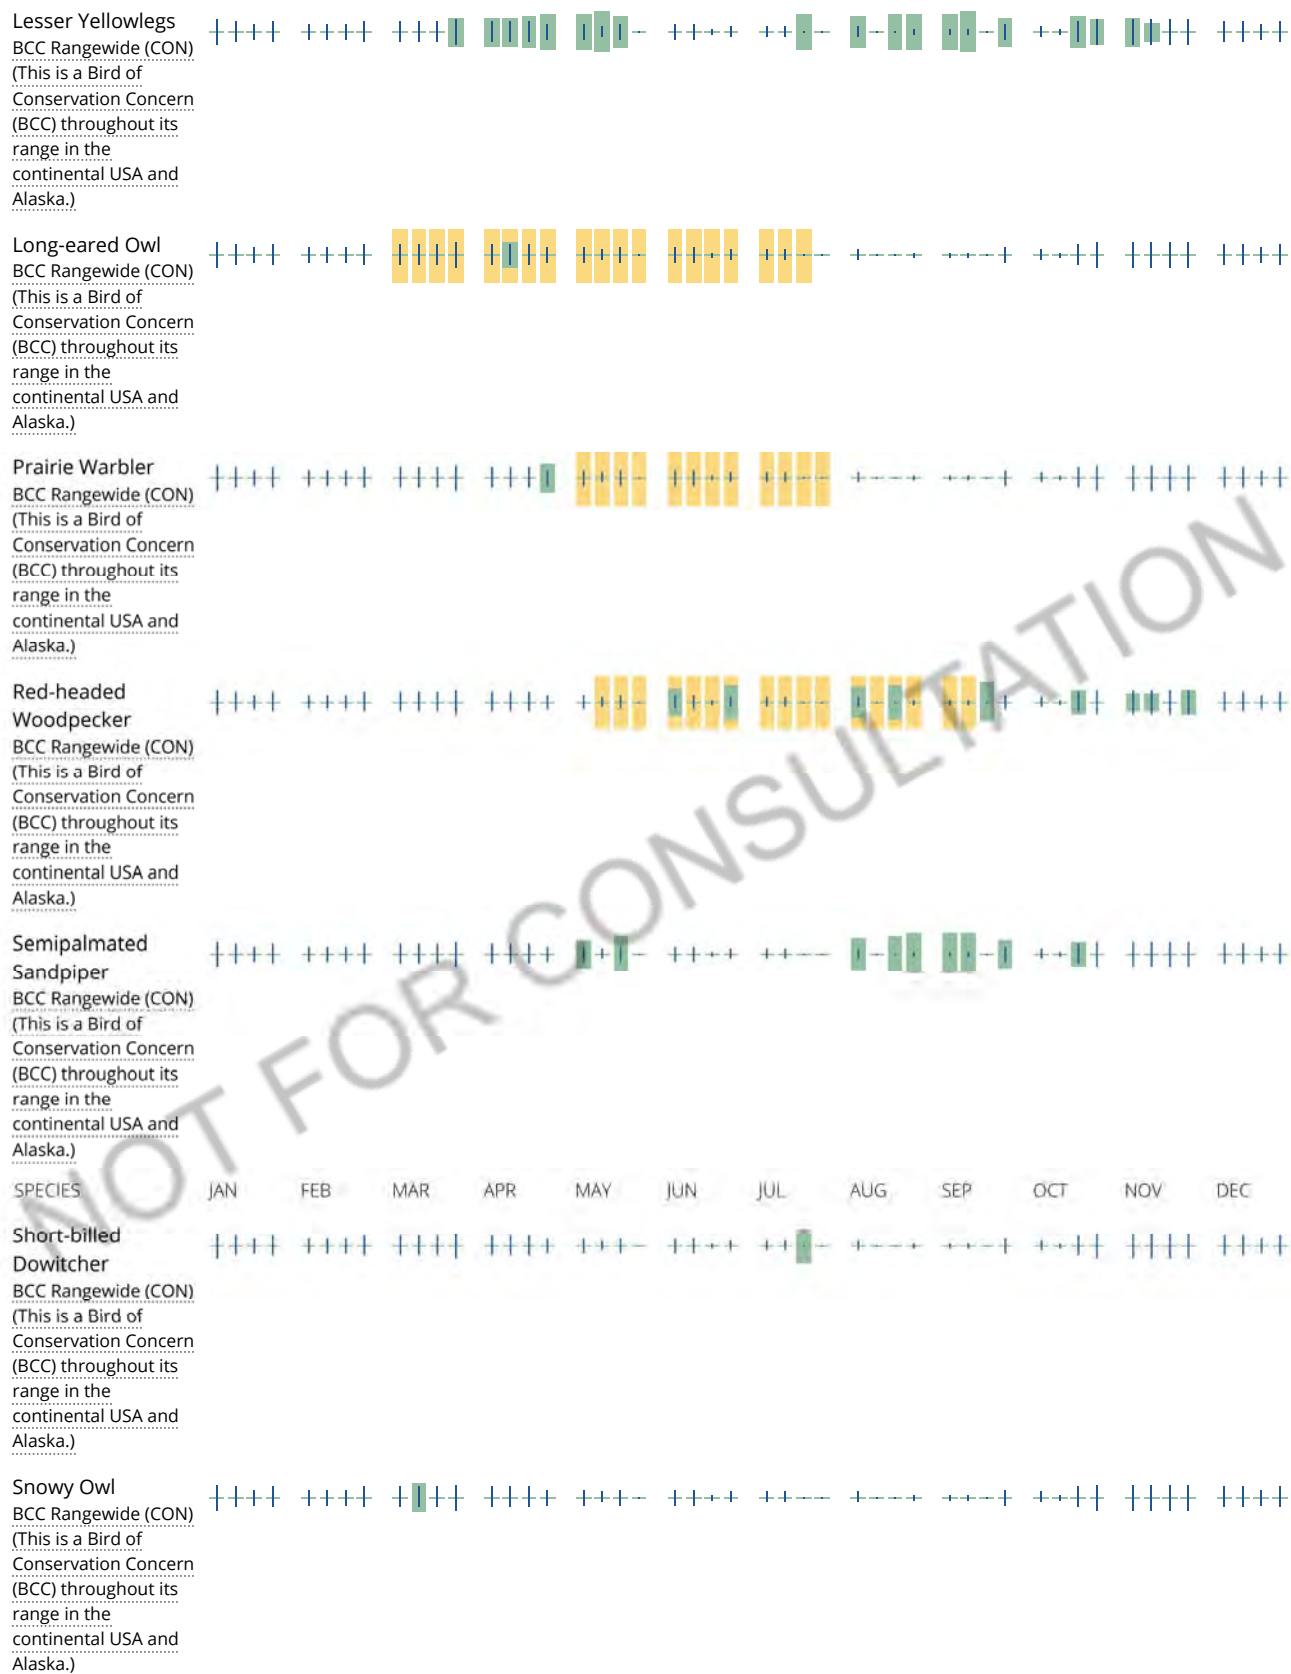 Lesser Yellowlegs
BCC Rangewide (CON)
(This is a Bird of
Conservation Concern
(BCC) throughout its
range in the
continental USA and
Alaska.)
Long-eared Owl
BCC Rangewide (CON)
(This is a Bird of
Conservation Concern
(BCC) throughout its
range in the
continental USA and
Alaska.)
Prairie Warbler
BCC Rangewide (CON)
(This is a Bird of
Conservation Concern
(BCC) throughout its
range in the
continental USA and
Alaska.)
Red-headed
Woodpecker
BCC Rangewide (CON)
(This is a Bird of
Conservation Concern
(BCC) throughout its
range in the
continental USA and
Alaska.)
Semipalmated
Sandpiper
BCC Rangewide (CON)
(This is a Bird of
Conservation Concern
(BCC) throughout its
range in the
continental USA and
Alaska.)
SPECIES JAN FEB MAR APR MAY JUN JUL AUG SEP OCT NOV DEC
Short-billed
Dowitcher
BCC Rangewide (CON)
(This is a Bird of
Conservation Concern
(BCC) throughout its
range in the
continental USA and
Alaska.)
Snowy Owl
BCC Rangewide (CON)
(This is a Bird of
Conservation Concern
(BCC) throughout its
range in the
continental USA and
Alaska.)
NOT FOR CONSULTATION